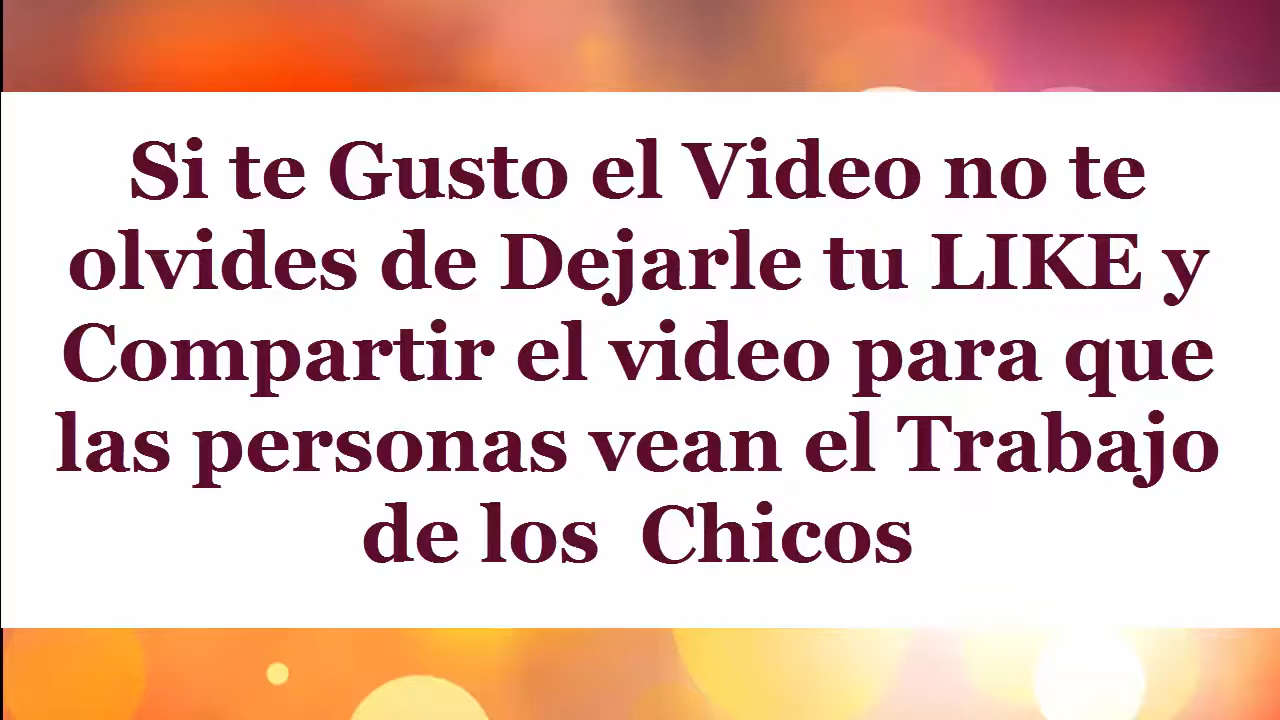 Si te Gusto el Video no te
olvides de Dejarle tu LIKE y
Compartir el video para que
las personas vean el Trabajo
de los  Chicos